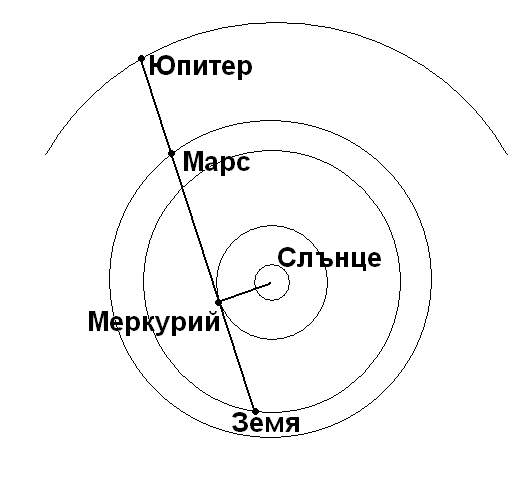 Юпитер
Марс
Слънце
Меркурий
Земя